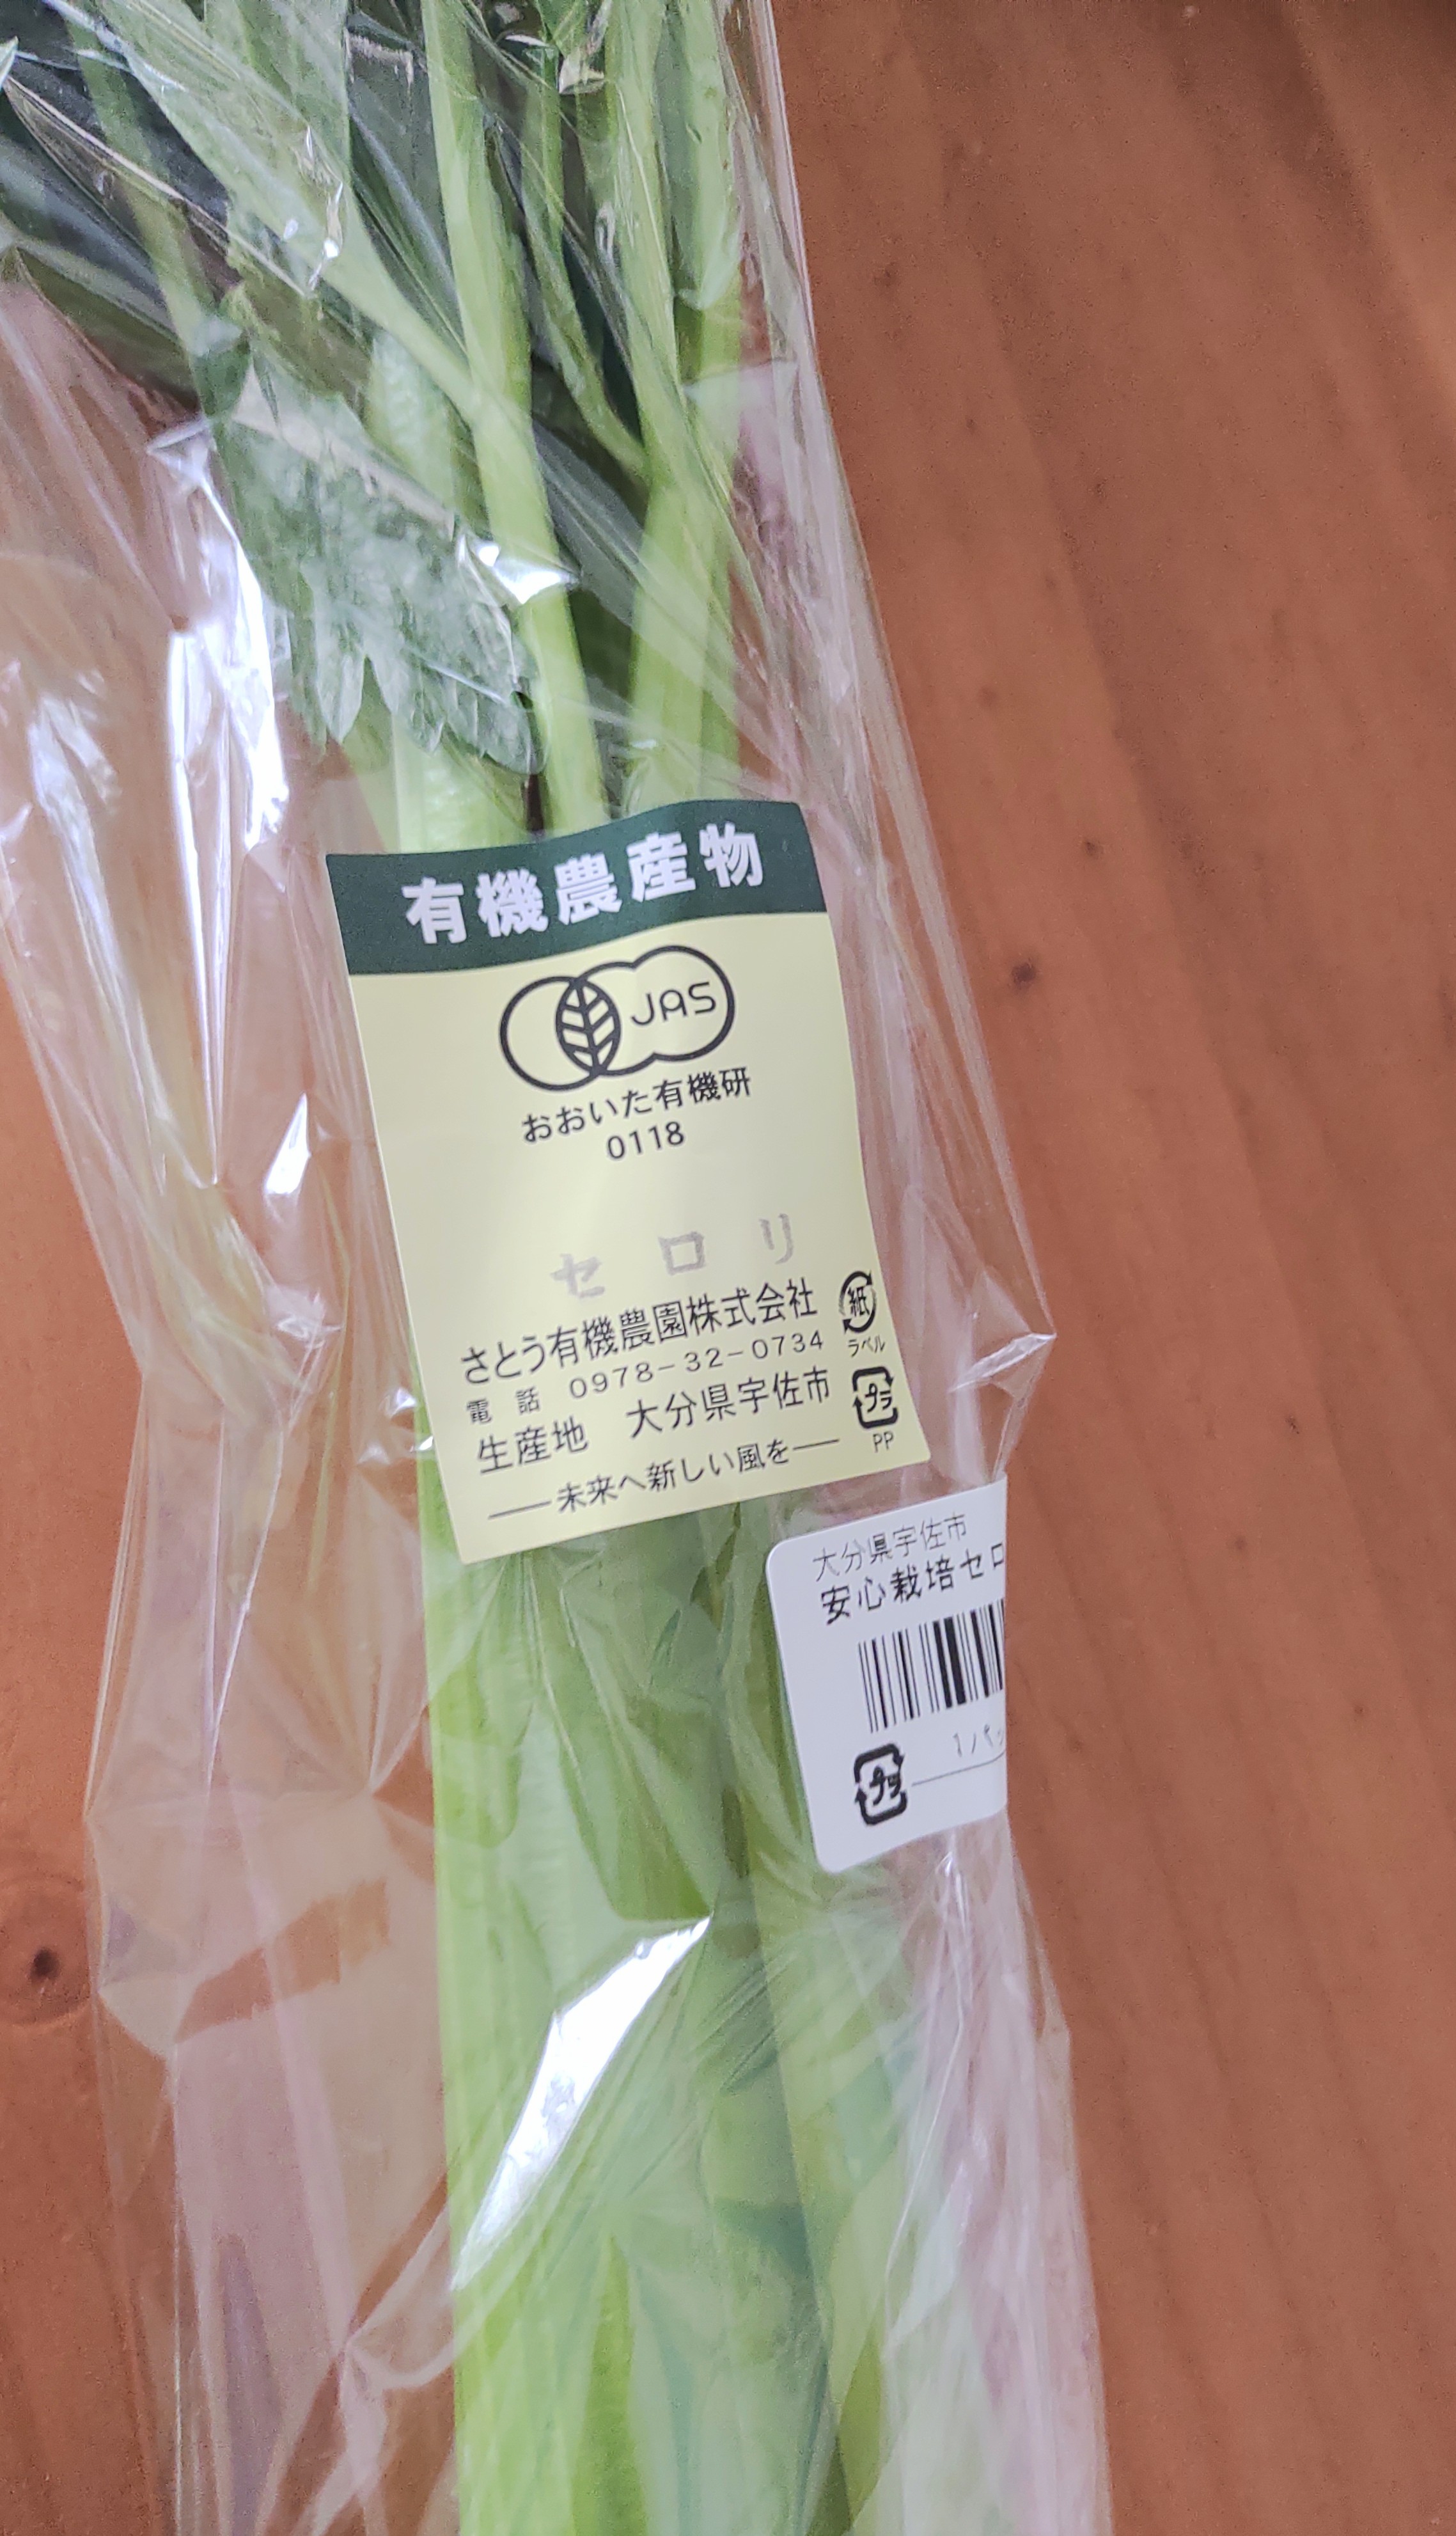 有機農産物
JAS
おおいた有機研
0118
セロリ
さとう有機農園株式会社
電話 0978-32-0734
生産地 大分県宇佐市
未来へ新しい風を
紙
ラベル
プラ
PP
大分県宇佐市
安心栽培セロ
1パッ
プラ